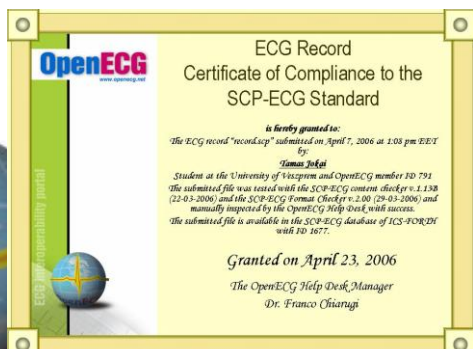 OpenECG
www.openecg.net
ECG interoperability portal
ECG Record
Certificate of Compliance to the
SCP-ECG Standard
is hereby granted to:
The ECG record "record.scp" submitted on April 7, 2006 at 1:08 pm EET
by:
Tamas Jokai
Student at the University of Veszprem and OpenECG member ID 791
The submitted file was tested with the SCP-ECG content checker v.1.13B
(22-03-2006) and the SCP-ECG Format Checker v.2.00 (29-03-2006) and
manually inspected by the OpenECG Help Desk with success.
The submitted file is available in the SCP-ECG database of ICS-FORTH
with ID 1677.
Granted on April 23, 2006
The OpenECG Help Desk Manager
Dr. Franco Chiarugi